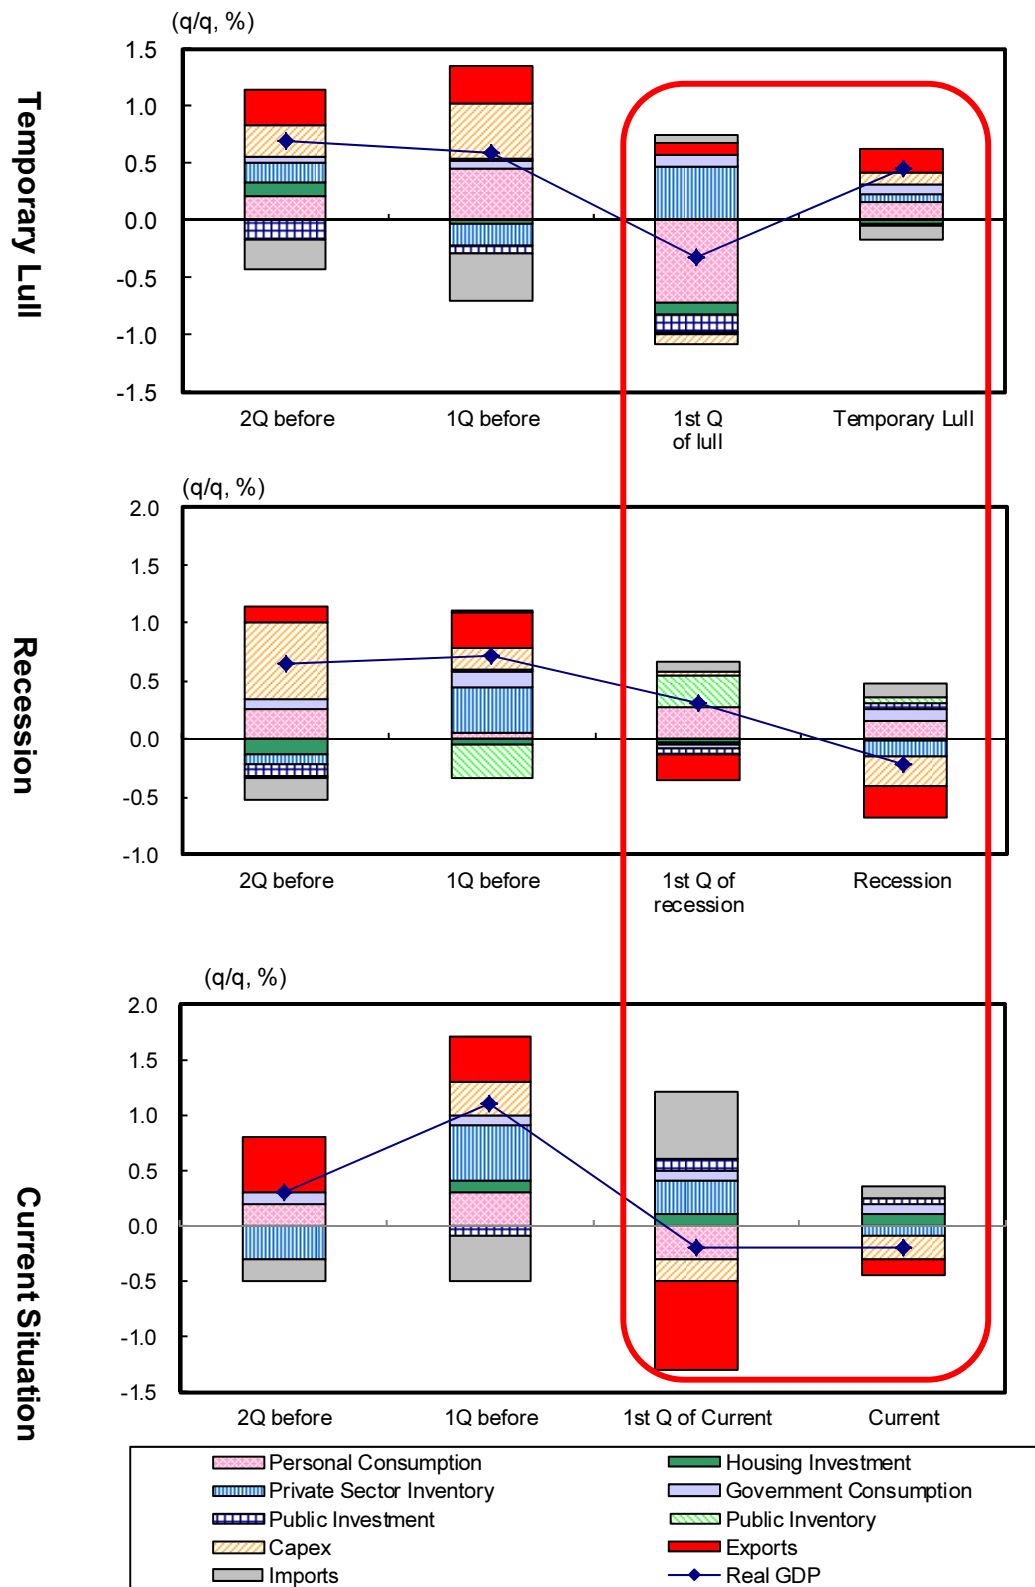 (q/q, %)
Temporary Lull
1.5
1.0
0.5
0.0
-0.5
-1.0
-1.5
2Q before
1Q before
1st Q
of lull
Temporary Lull
(q/q, %)
Recession
2.0
1.5
1.0
0.5
0.0
-0.5
-1.0
2Q before
1Q before
1st Q of
recession
Recession
(q/q, %)
Current Situation
2.0
1.5
1.0
0.5
0.0
-0.5
-1.0
-1.5
2Q before
1Q before
1st Q of Current
Current
Personal Consumption
Housing Investment
Private Sector Inventory
Government Consumption
Public Investment
Public Inventory
Capex
Exports
Imports
Real GDP